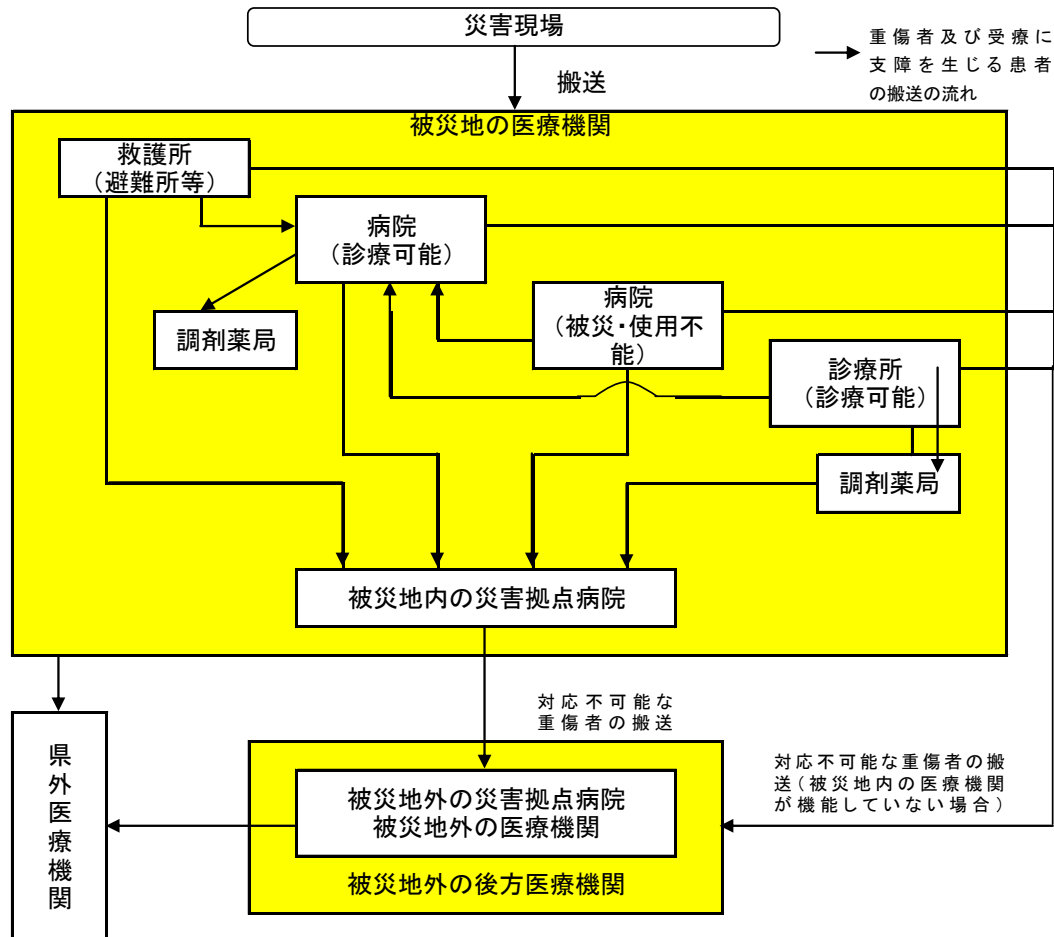 災害現場
重傷者及び受療に
支障を生じる患者
の搬送の流れ
搬送
被災地の医療機関
救護所
（避難所等）
病院
（診療可能）
病院
（被災・使用不
能）
調剤薬局
診療所
（診療可能）
調剤薬局
被災地内の災害拠点病院
対応不可能な
重傷者の搬送
県外医療機関
対応不可能な重傷者の搬
送（被災地内の医療機関
が機能していない場合）
被災地外の災害拠点病院
被災地外の医療機関
被災地外の後方医療機関